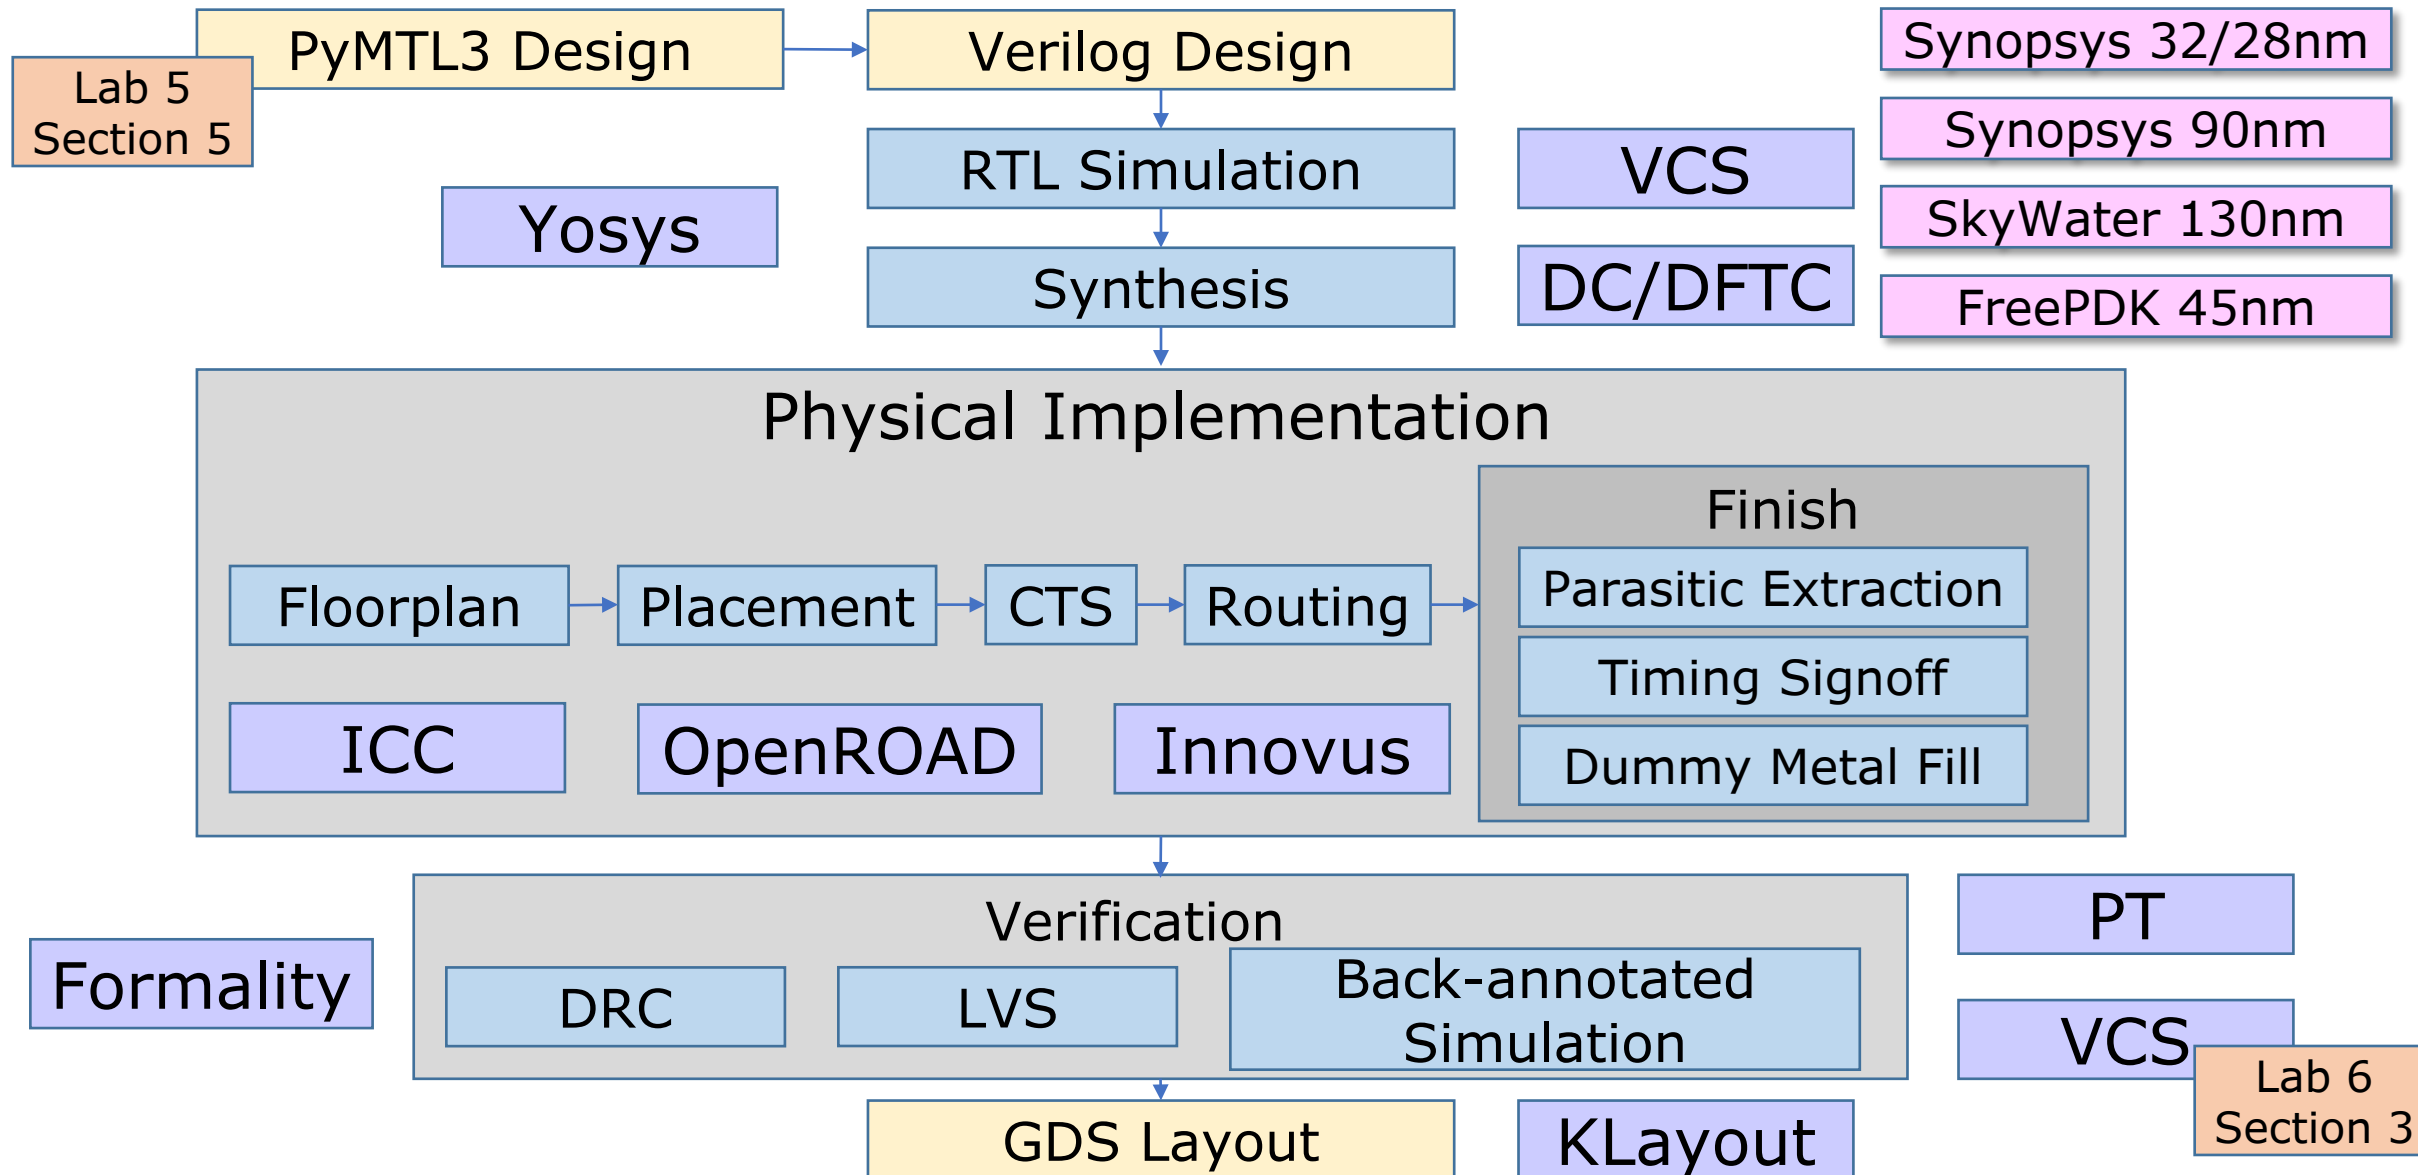 PyMTL3 Design
Verilog Design
Synopsys 32/28nm
Lab 5
Section 5
Synopsys 90nm
RTL Simulation
VCS
Yosys
SkyWater 130nm
Synthesis
DC/DFTC
FreePDK 45nm
Physical Implementation
Finish
Floorplan
Placement
CTS
Routing
Parasitic Extraction
Timing Signoff
Dummy Metal Fill
ICC
OpenROAD
Innovus
Verification
PT
Formality
DRC
LVS
Back-annotated
Simulation
VCS
Lab 6
Section 3
GDS Layout
KLayout